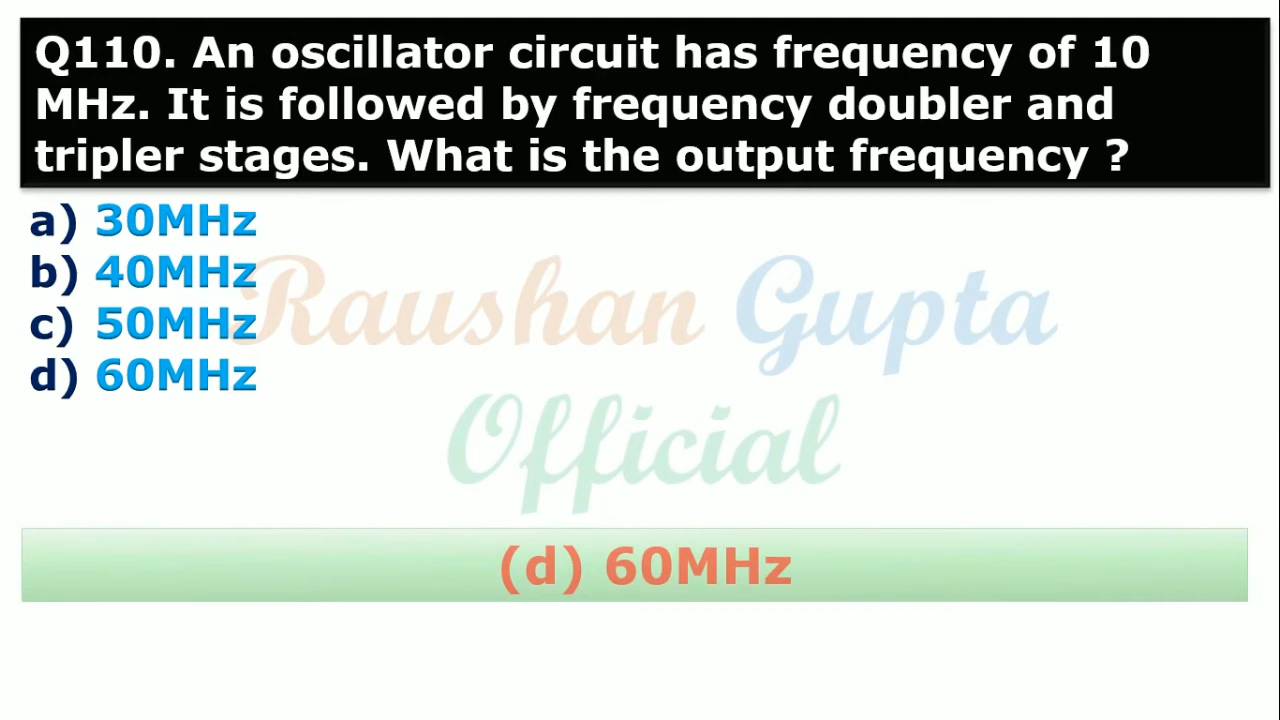 Q110. An oscillator circuit has frequency of 10
MHz. It is followed by frequency doubler and
tripler stages. What is the output frequency ?
a) 30MHz
b) 40MHz
c) 50MHz
d) 60MHz
Raushan Gupta
Official
(d) 60MHz